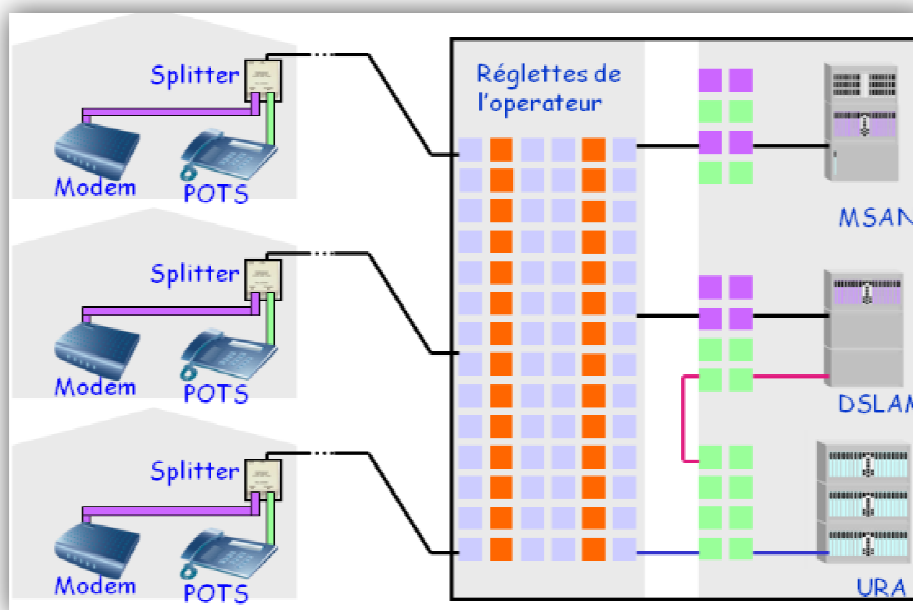 Splitter
Modem
POTS
Splitter
Modem
POTS
Splitter
Modem
POTS
Réglettes de
l'operateur
MSAN
DSLAM
URA